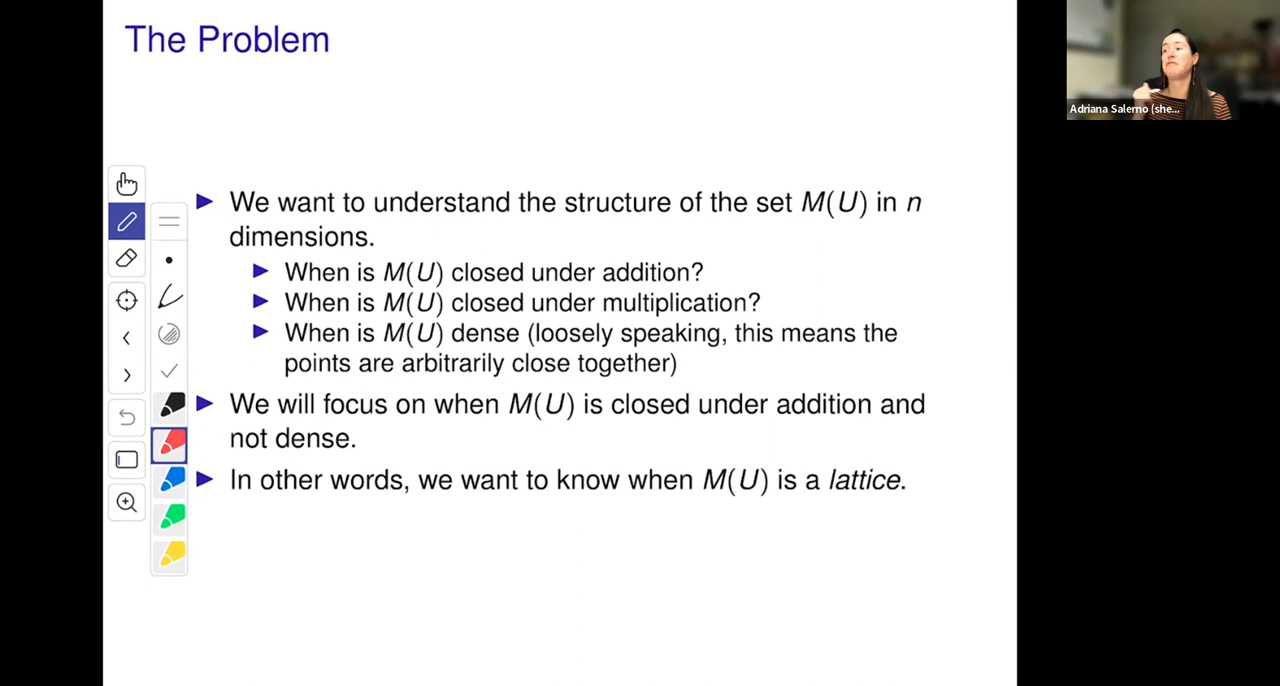 The Problem
Adriana Salerno (she...
We want to understand the structure of the set M(U) in n
dimensions.
When is M(U) closed under addition?
When is M(U) closed under multiplication?
When is M(U) dense (loosely speaking, this means the
points are arbitrarily close together)
We will focus on when M(U) is closed under addition and
not dense.
In other words, we want to know when M(U) is a lattice.